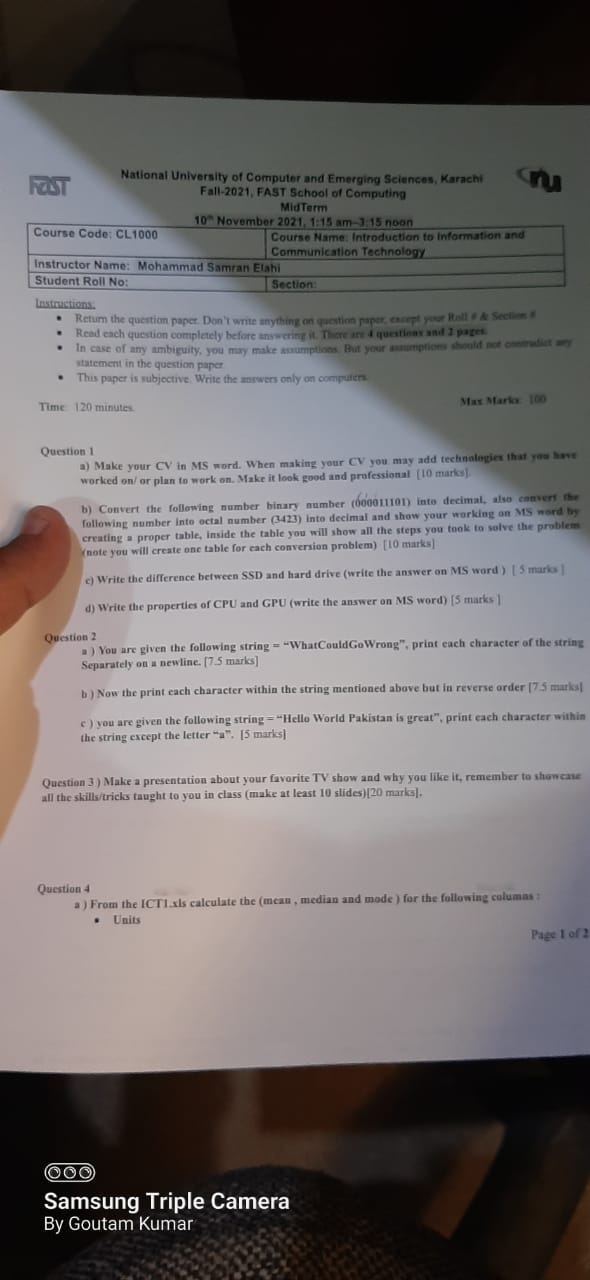 FAST
National University of Computer and Emerging Sciences, Karachi
Fall-2021, FAST School of Computing
MidTerm
10th November 2021, 1:15 am–3:15 noon
Course Code: CL1000
Course Name: Introduction to Information and
Communication Technology
Instructor Name: Mohammad Samran Elahi
Student Roll No:
Section:
Instructions:
• Return the question paper. Don't write anything on question paper, except your Roll # & Section #
• Read each question completely before answering it. There are 4 questions and 2 pages.
• In case of any ambiguity, you may make assumptions. But your assumptions should not contradict any
statement in the question paper.
• This paper is subjective. Write the answers only on computers.
Time: 120 minutes.
Max Marks: 100
Question 1
a) Make your CV in MS word. When making your CV you may add technologies that you have
worked on/ or plan to work on. Make it look good and professional [10 marks].
b) Convert the following number binary number (000011101) into decimal, also convert the
following number into octal number (3423) into decimal and show your working on MS word by
creating a proper table, inside the table you will show all the steps you took to solve the problem
(note you will create one table for each conversion problem) [10 marks]
c) Write the difference between SSD and hard drive (write the answer on MS word ) [ 5 marks ]
d) Write the properties of CPU and GPU (write the answer on MS word) [5 marks ]
Question 2
a ) You are given the following string = “WhatCouldGoWrong”, print each character of the string
Separately on a newline. [7.5 marks]
b ) Now the print each character within the string mentioned above but in reverse order [7.5 marks]
c ) you are given the following string = “Hello World Pakistan is great”, print each character within
the string except the letter “a”. [5 marks]
Question 3 ) Make a presentation about your favorite TV show and why you like it, remember to showcase
all the skills/tricks taught to you in class (make at least 10 slides)[20 marks].
Question 4
a ) From the ICT1.xls calculate the (mean , median and mode ) for the following columns :
• Units
Page 1 of 2
Samsung Triple Camera
By Goutam Kumar